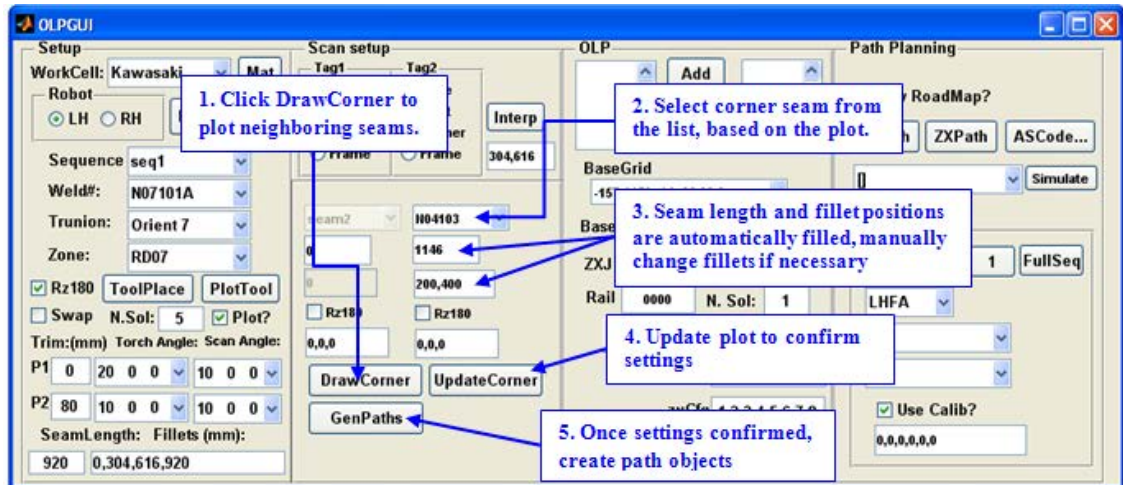 OLPGUI
Setup
WorkCell: Kawasaki Mat
Robot
LH RH
Sequence seq1
Weld#: N07101A
Trunion: Orient 7
Zone: RD07
Rz180 ToolPlace PlotTool
Swap N.Sol: 5 Plot?
Trim:(mm) Torch Angle: Scan Angle:
P1 0 20 0 0 10 0 0
P2 80 10 0 0 10 0 0
SeamLength: Fillets (mm):
920 0,304,616,920
Scan setup
Tag1 Tag2
Interp
Frame Frame 304,616
seam2 N04103
0 1146
0 200,400
Rz180 Rz180
0,0,0 0,0,0
DrawCorner UpdateCorner
GenPaths
OLP
Add
BaseGrid
ZXJ
Rail 0000 N. Sol: 1
Path Planning
RoadMap?
ZXPath ASCode...
[] Simulate
1 FullSeq
LHFA
Use Calib?
0,0,0,0,0,0
1. Click DrawCorner to
plot neighboring seams.
2. Select corner seam from
the list, based on the plot.
3. Seam length and fillet positions
are automatically filled, manually
change fillets if necessary
4. Update plot to confirm
settings
5. Once settings confirmed,
create path objects